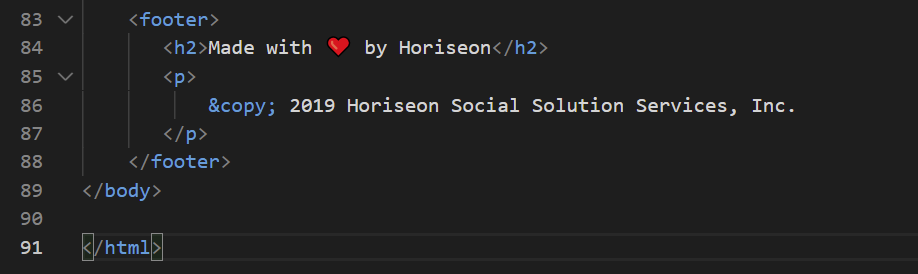 83 <footer>
84 <h2>Made with ❤️ by Horiseon</h2>
85 <p>
86 &copy; 2019 Horiseon Social Solution Services, Inc.
87 </p>
88 </footer>
89 </body>
90
91 </html>